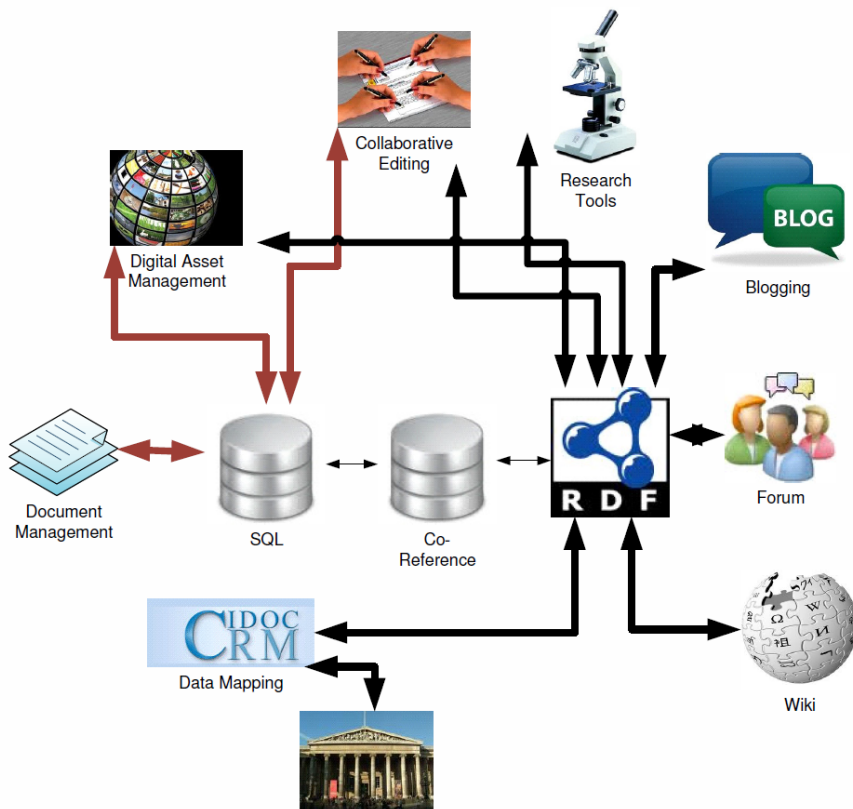 Collaborative
Editing
Research
Tools
BLOG
Blogging
Digital Asset
Management
Document
Management
SQL
Co-
Reference
R D F
Forum
CIDOC
CRM
Data Mapping
Ω
W
И
祖
Wiki